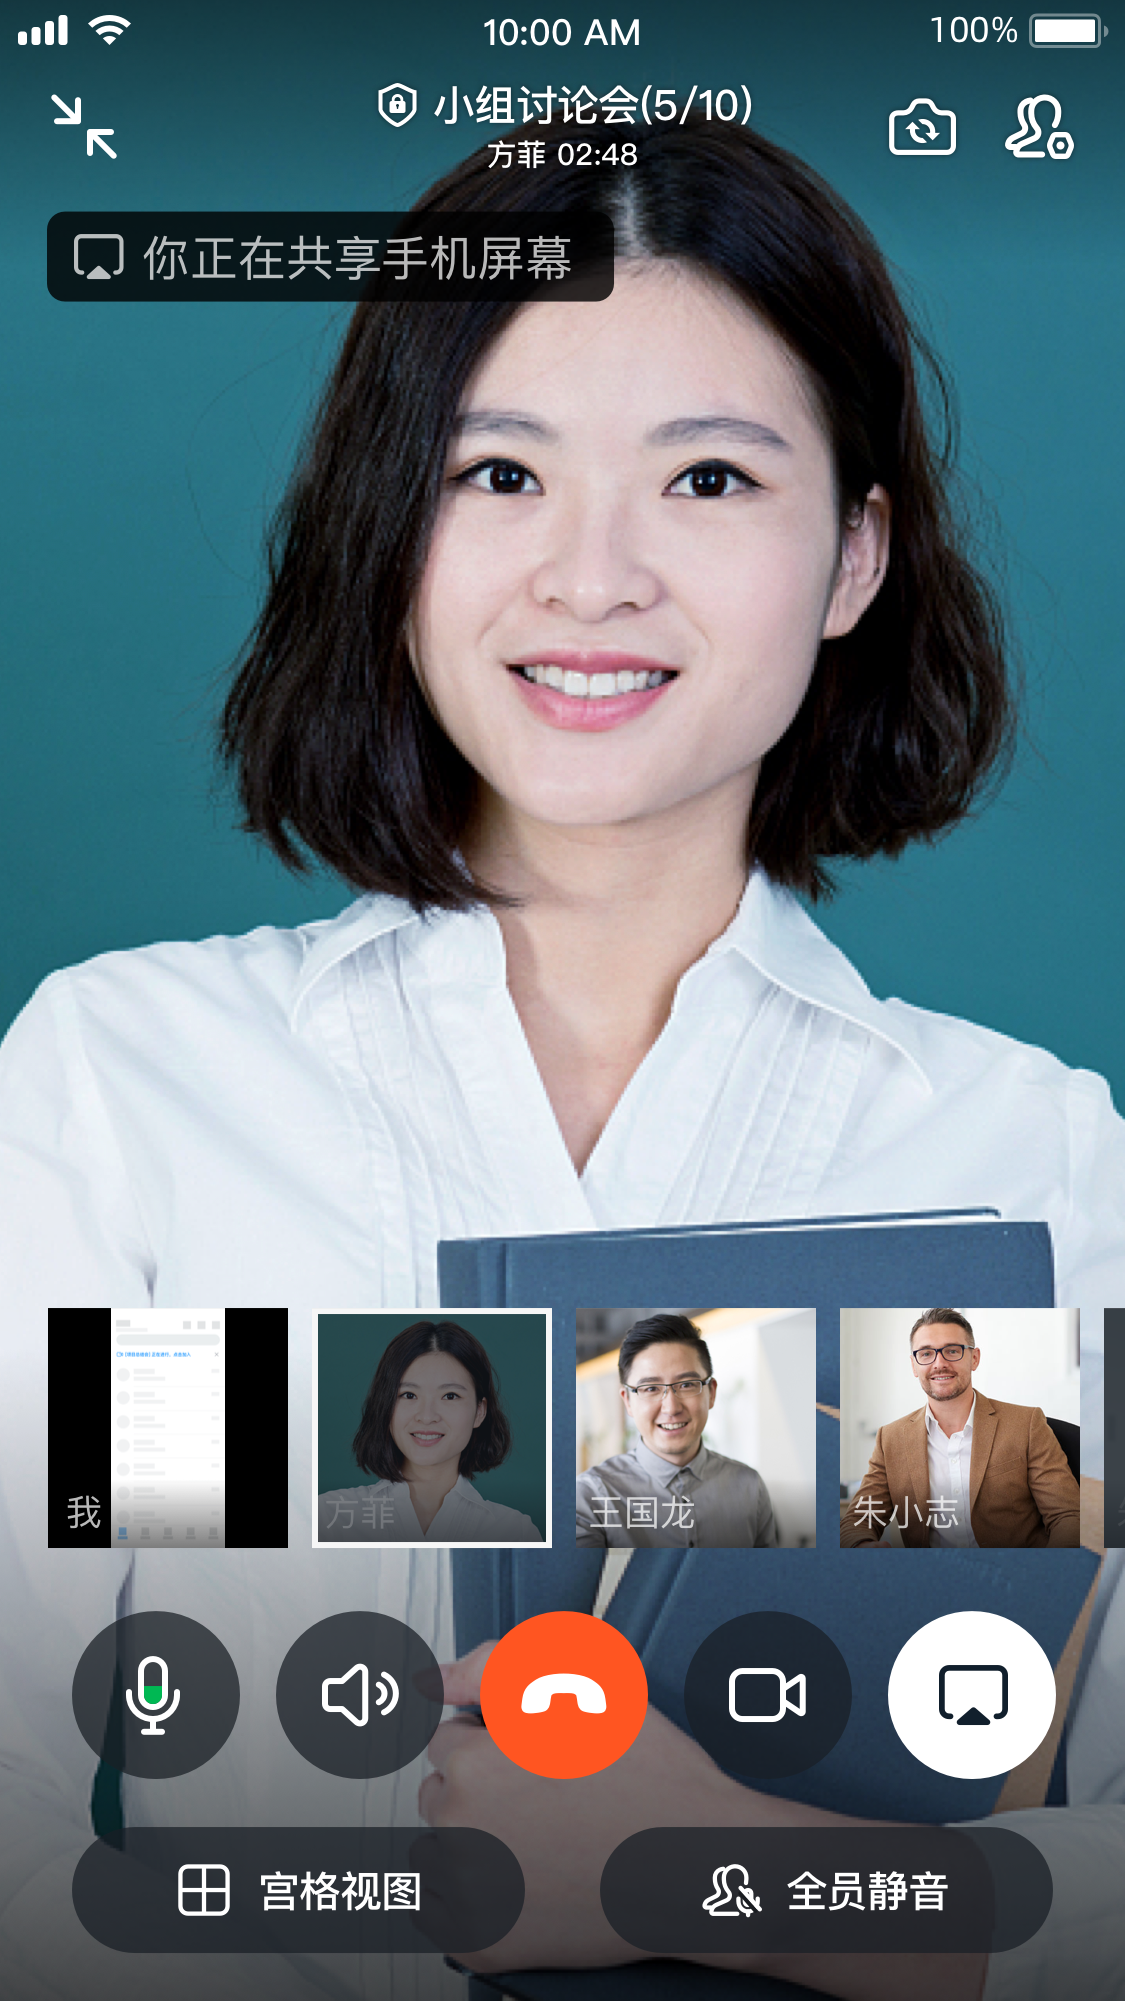 10:00 AM
100%
小组讨论会(5/10)
方菲 02:48
你正在共享手机屏幕
我
方菲
王国龙
朱小志
宫格视图
全员静音